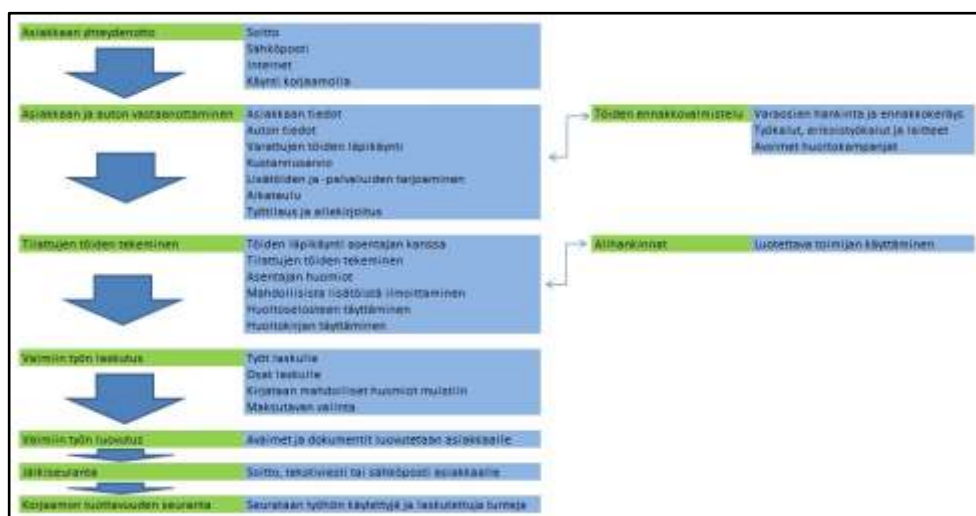 Asiakkaan yhteydenotto
Soitto
Sähköposti
Internet
Käynti korjaamolla
Asiakkaan ja auton vastaanottaminen
Asiakkaan tiedot
Auton tiedot
Varattujen töiden läpikäynti
Kustannusarvio
Lisätöiden ja -palveluiden tarjoaminen
Aikataulu
Työtilaus ja allekirjoitus
Töiden ennakkovalmistelu
Varaosien hankinta ja ennakkokeräys
Työkalut, erikoistyökalut ja laitteet
Avoimet huoltokampanjat
Tilattujen töiden tekeminen
Töiden läpikäynti asentajan kanssa
Tilattujen töiden tekeminen
Asentajan huomiot
Mahdollisista lisätöistä ilmoittaminen
Huoltoselosteen täyttäminen
Huoltokirjan täyttäminen
Alihankinnat
Luotettava toimijan käyttäminen
Valmiin työn laskutus
Työt laskulle
Osat laskulle
Kirjataan mahdolliset huomiot muistiin
Maksutavan valinta
Valmiin työn luovutus
Avaimet ja dokumentit luovutetaan asiakaalle
Jälkiseuranta
Soitto, tekstiviesti tai sähköposti asiakkaalle
Korjaamon tuottavuuden seuranta
Seurataan työhön käytettyjä ja laskutettuja tunteja